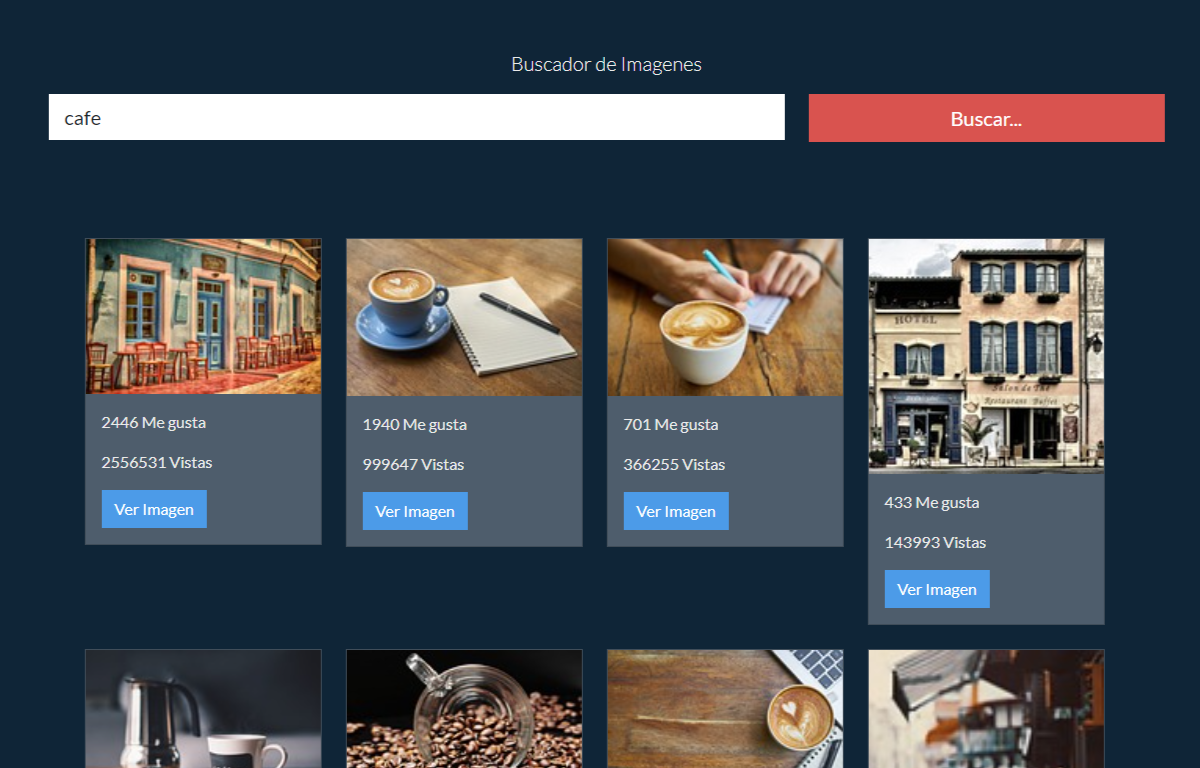 Buscador de Imagenes
cafe
Buscar...
2446 Me gusta
2556531 Vistas
Ver Imagen
1940 Me gusta
999647 Vistas
Ver Imagen
701 Me gusta
366255 Vistas
Ver Imagen
HOTEL
Salon de Thé
Restaurant Buffet
433 Me gusta
143993 Vistas
Ver Imagen